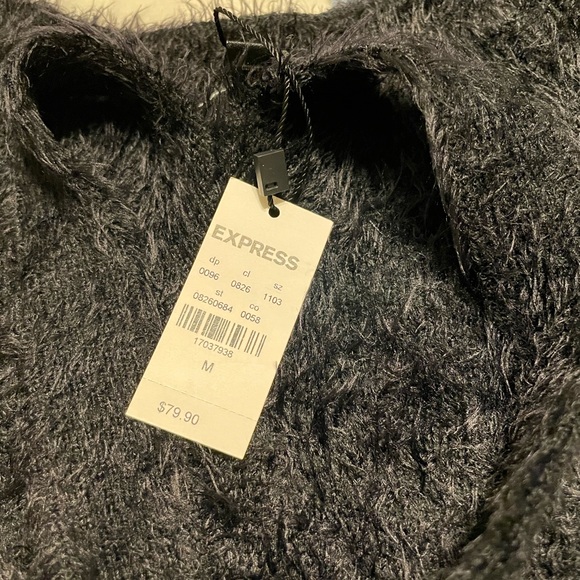 EXPRESS
dp cl sz
0096 0826 1103
st co
08260684 0058
17037938
M
$79.90